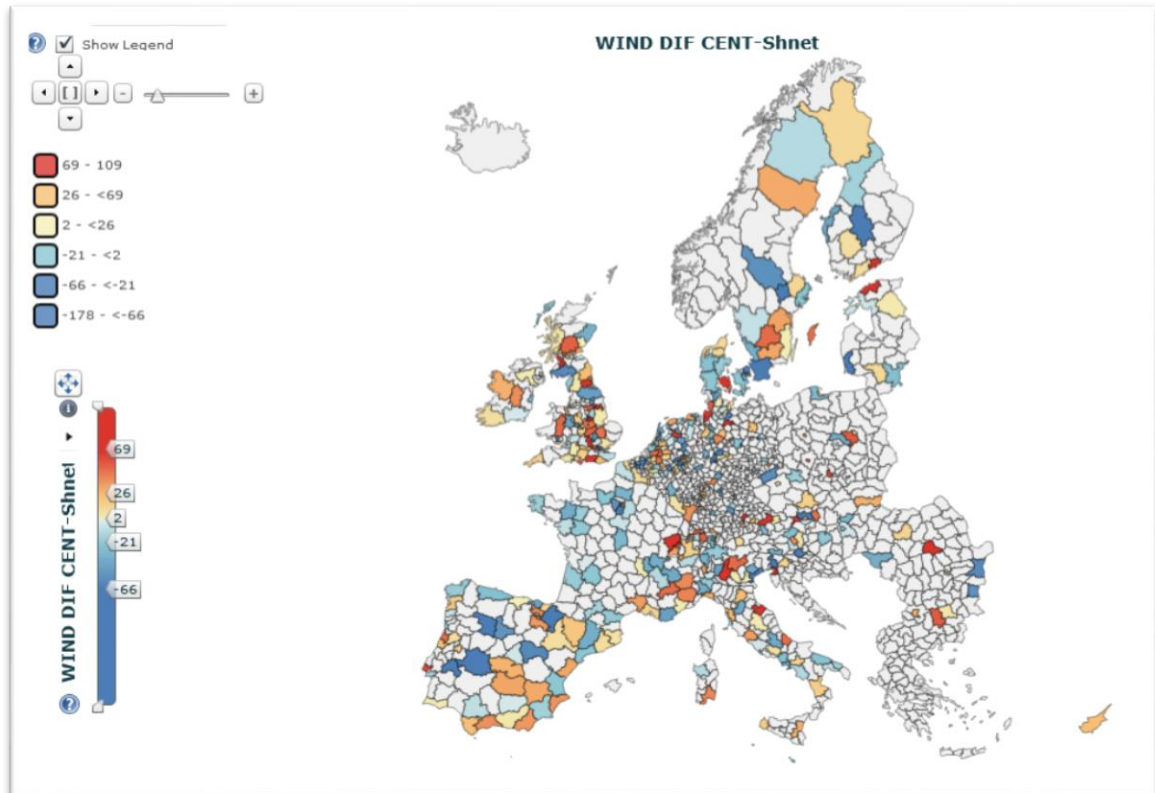 WIND DIF CENT-Shnet
? Show Legend
[ ]
-
+
69 - 109
26 - <69
2 - <26
-21 - <2
-66 - <-21
-178 - <-66
i
69
26
2
-21
-66
WIND DIF CENT-Shnet
?